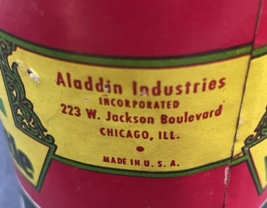 Aladdin Industries
INCORPORATED
223 W. Jackson Boulevard
CHICAGO, ILL.
MADE IN U. S. A.